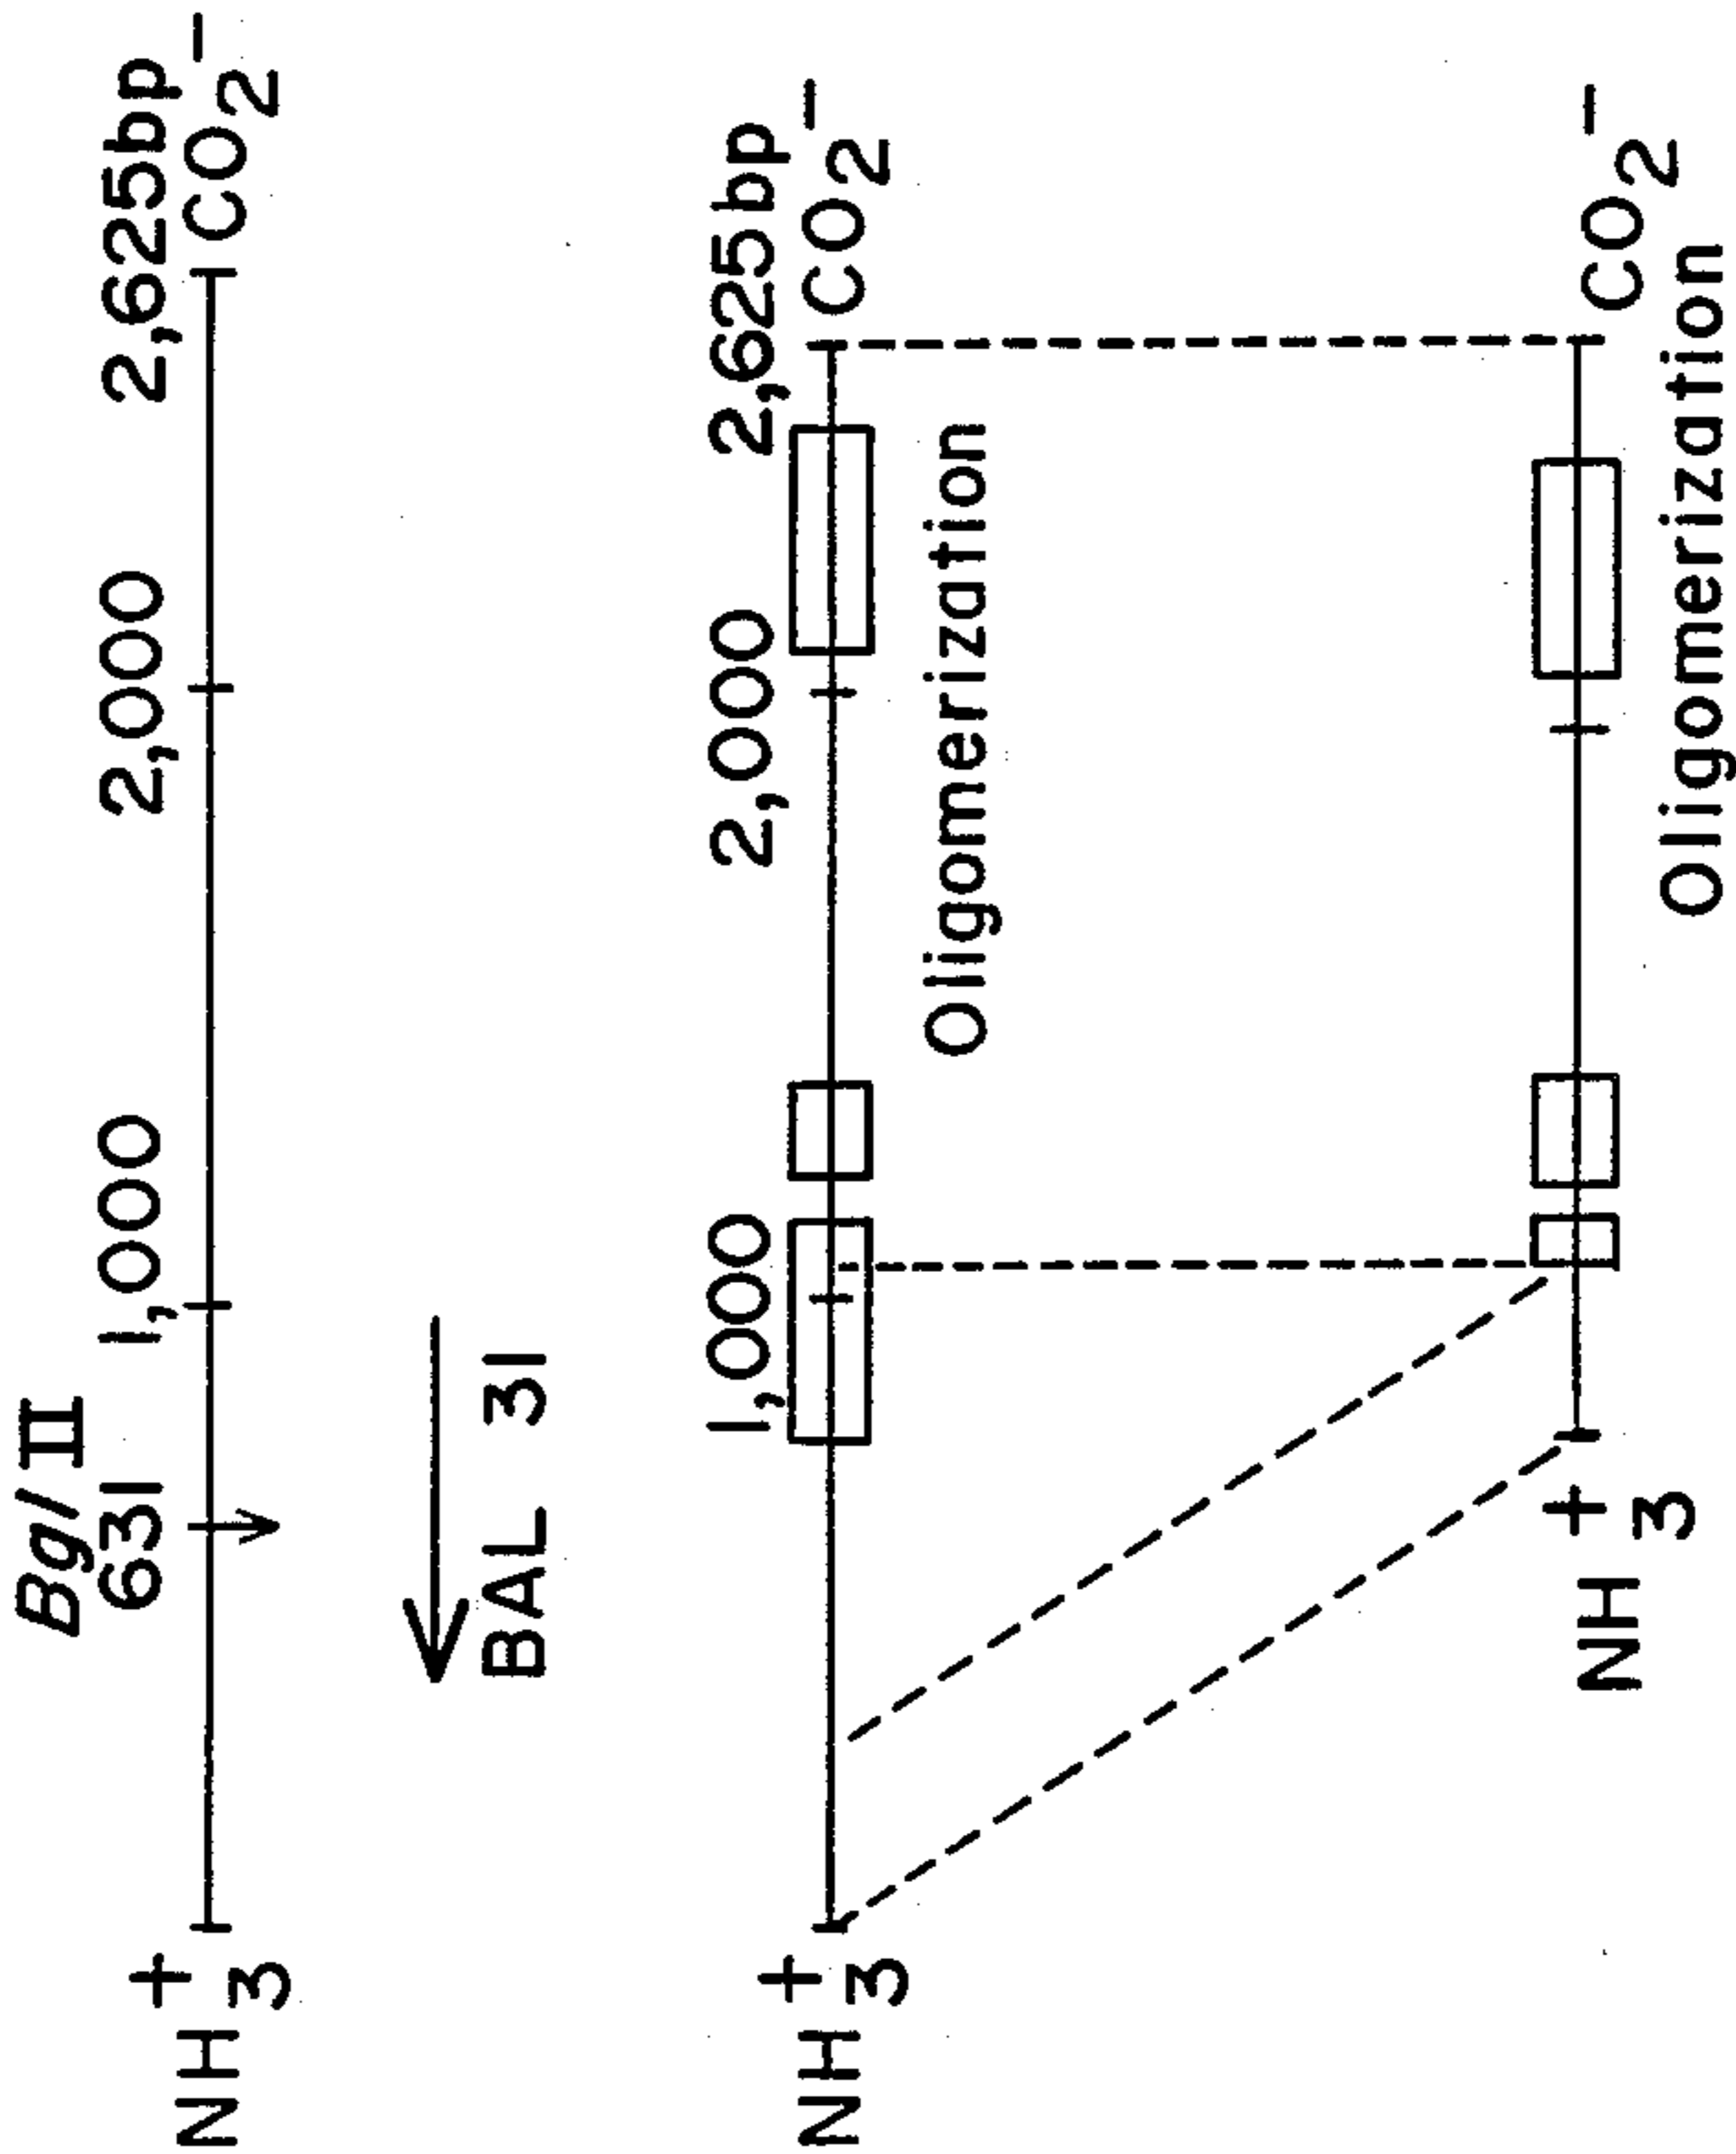 Bgl II
631 1,000 2,000 2,625bp
NH3+ CO2-
BAL 31
1,000 2,000 2,625bp
NH3+ CO2-
Oligomerization
NH3+ CO2-
Oligomerization